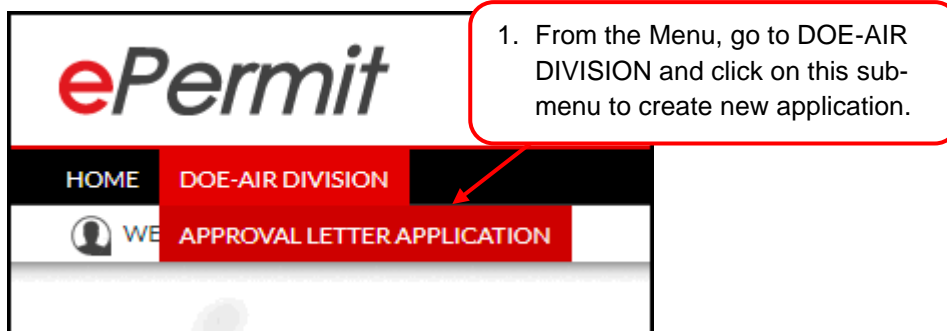 ePermit
1. From the Menu, go to DOE-AIR
DIVISION and click on this sub-
menu to create new application.
HOME DOE-AIR DIVISION
WE APPROVAL LETTER APPLICATION